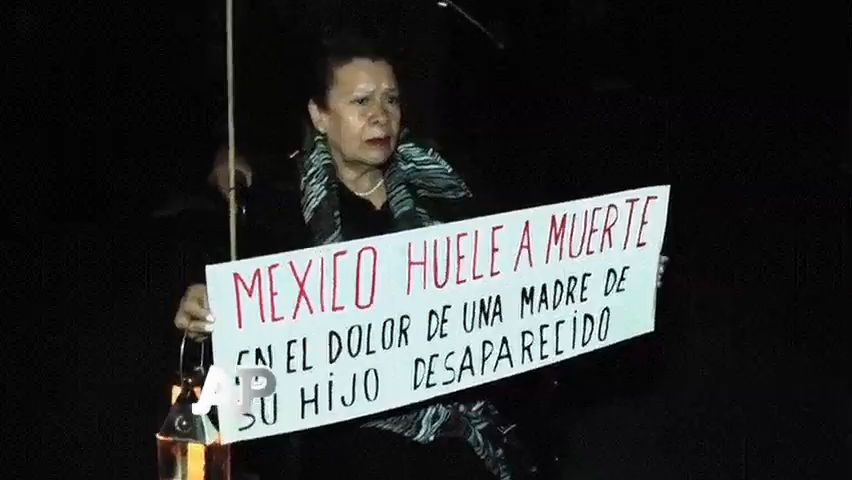 MEXICO HUELE A MUERTE
EN EL DOLOR DE UNA MADRE DE
SU HIJO DESAPARECIDO
AP